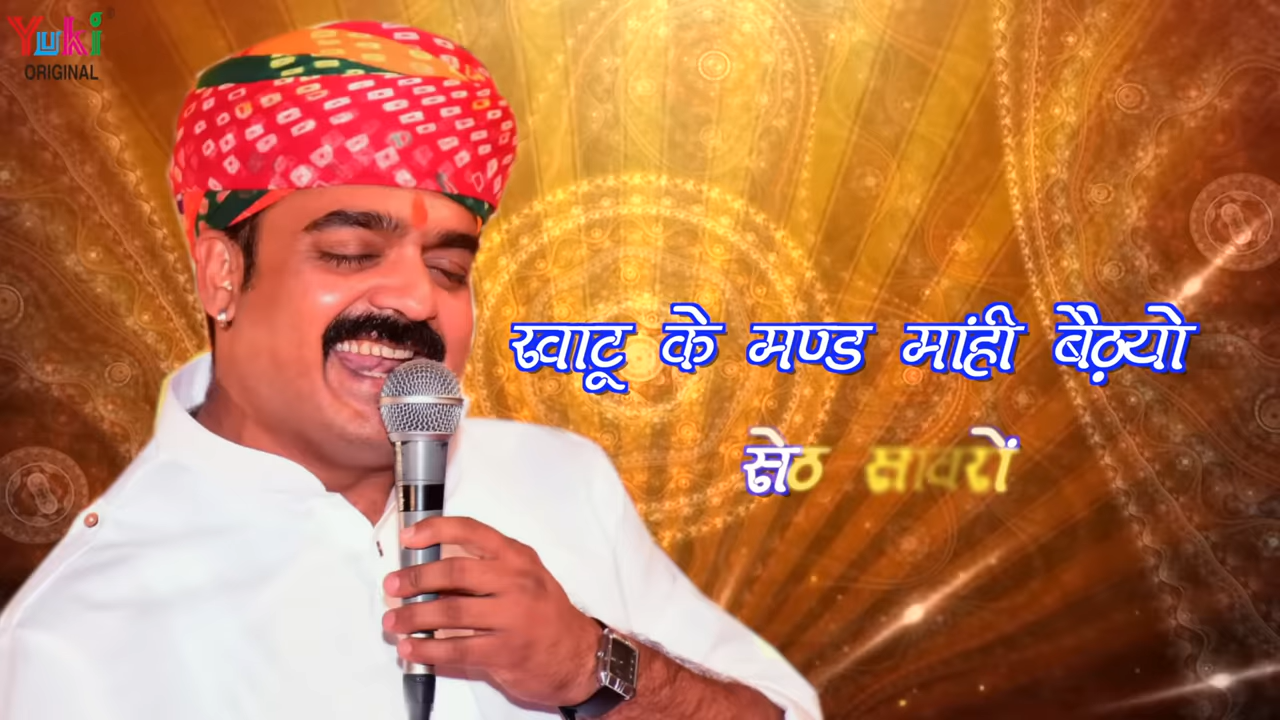 Yuki
ORIGINAL
खाटू के मण्ड मांही बैठ्यो
सेठ सावरों